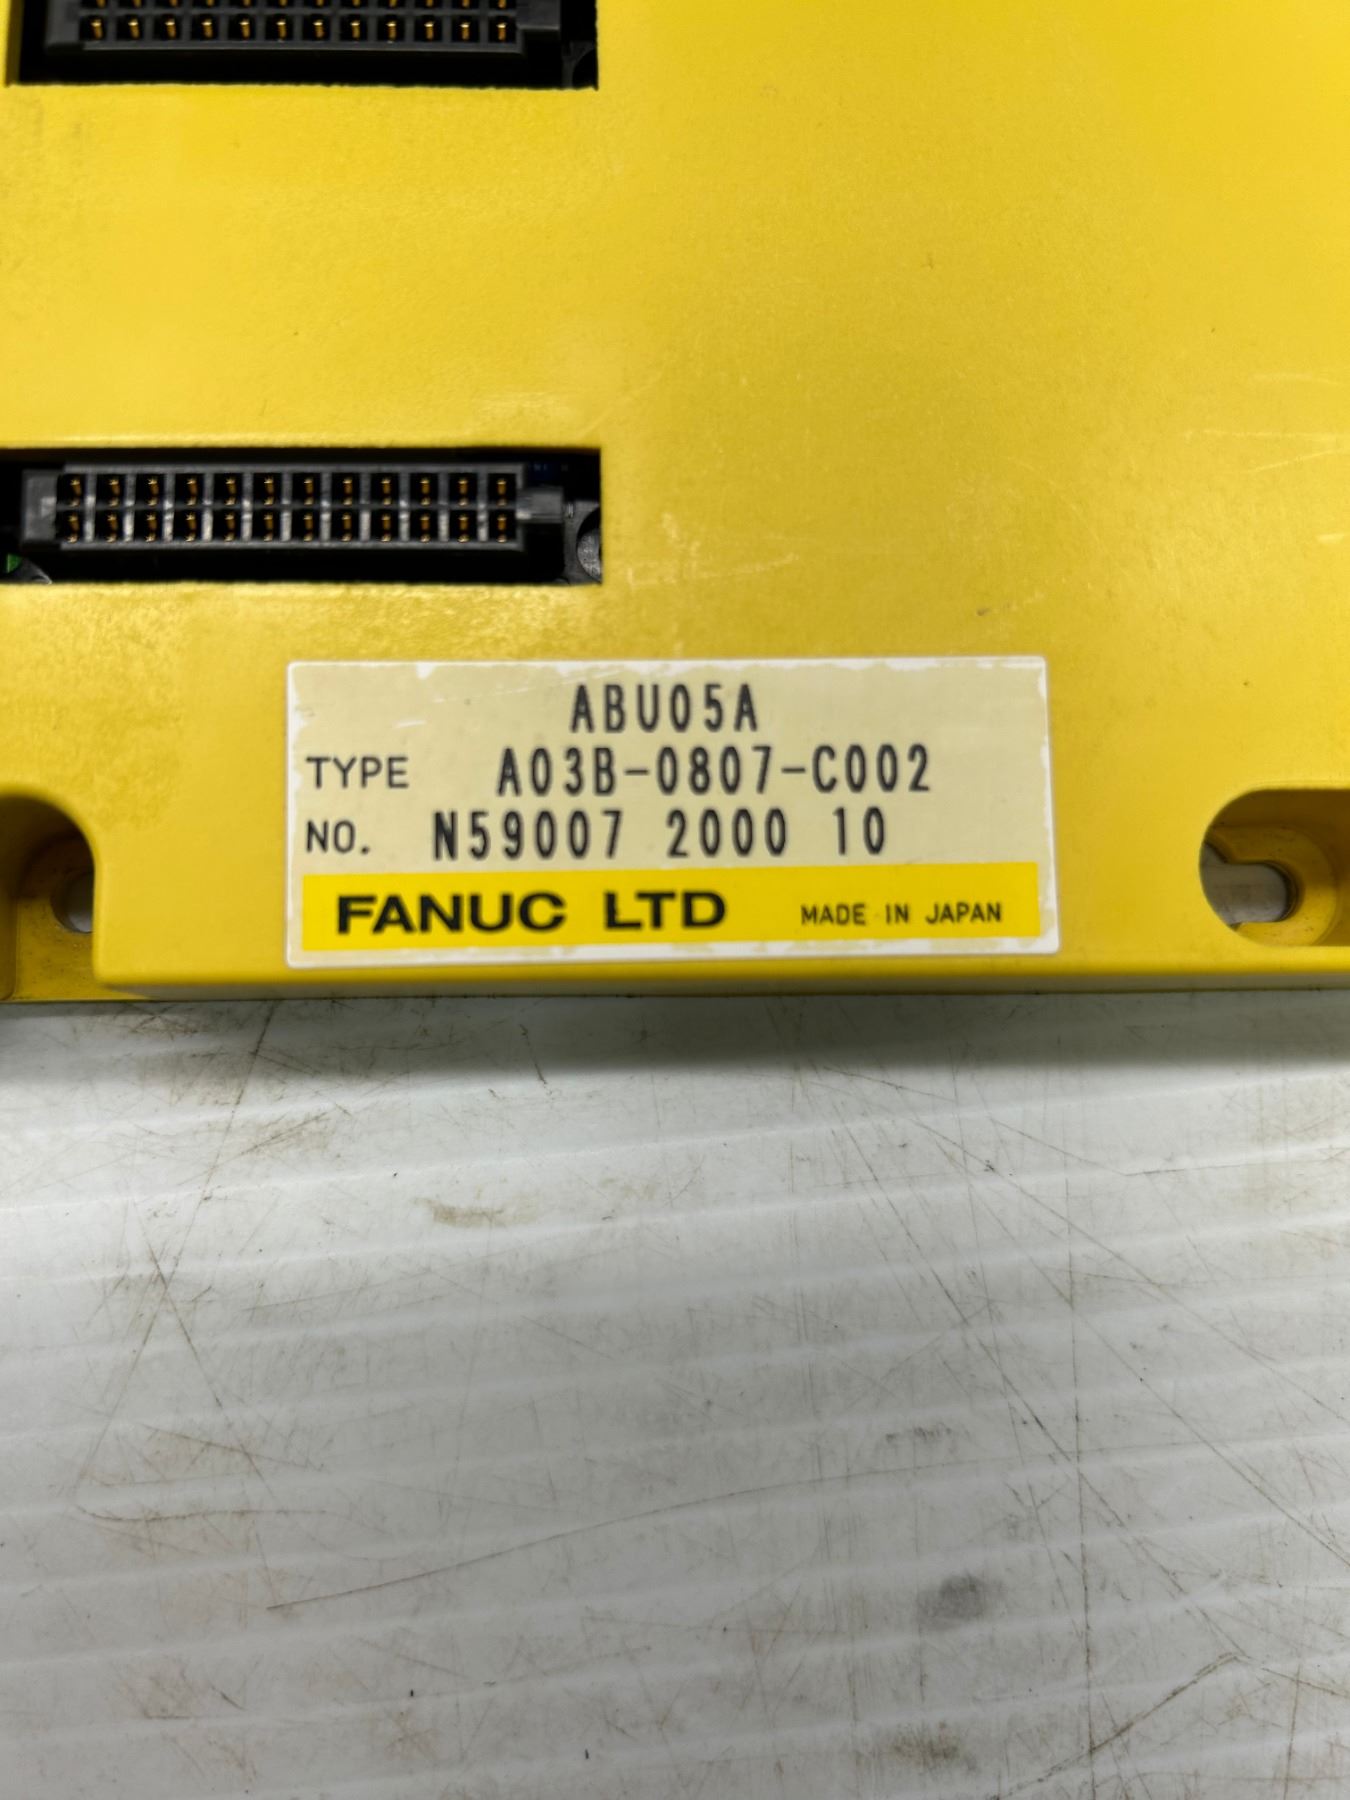 ABU05A
TYPE A03B-0807-C002
NO. N59007 2000 10
FANUC LTD MADE IN JAPAN